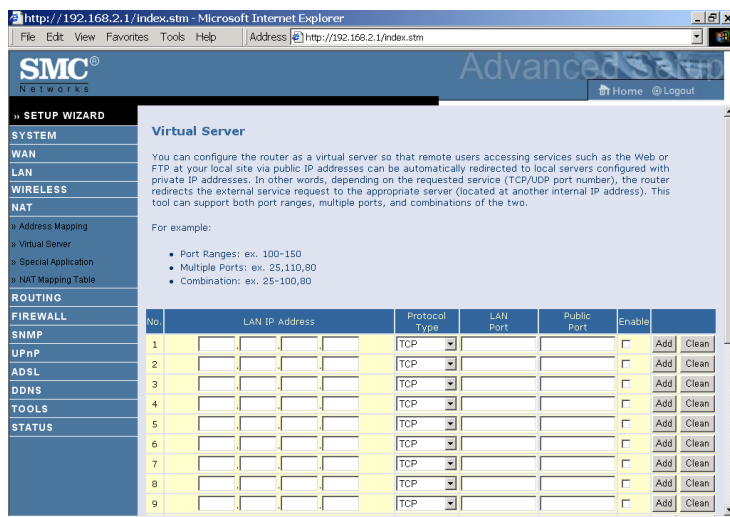 http://192.168.2.1/index.stm - Microsoft Internet Explorer
File Edit View Favorites Tools Help Address http://192.168.2.1/index.stm
SMC®
Networks
Advanced Setup
Home Logout
» SETUP WIZARD
SYSTEM
WAN
LAN
WIRELESS
NAT
» Address Mapping
» Virtual Server
» Special Application
» NAT Mapping Table
ROUTING
FIREWALL
SNMP
UPnP
ADSL
DDNS
TOOLS
STATUS
Virtual Server
You can configure the router as a virtual server so that remote users accessing services such as the Web or
FTP at your local site via public IP addresses can be automatically redirected to local servers configured with
private IP addresses. In other words, depending on the requested service (TCP/UDP port number), the router
redirects the external service request to the appropriate server (located at another internal IP address). This
tool can support both port ranges, multiple ports, and combinations of the two.
For example:
• Port Ranges: ex. 100-150
• Multiple Ports: ex. 25,110,80
• Combination: ex. 25-100,80
No. LAN IP Address Protocol Type LAN Port Public Port Enable
1 . . . TCP Add Clean
2 . . . TCP Add Clean
3 . . . TCP Add Clean
4 . . . TCP Add Clean
5 . . . TCP Add Clean
6 . . . TCP Add Clean
7 . . . TCP Add Clean
8 . . . TCP Add Clean
9 . . . TCP Add Clean